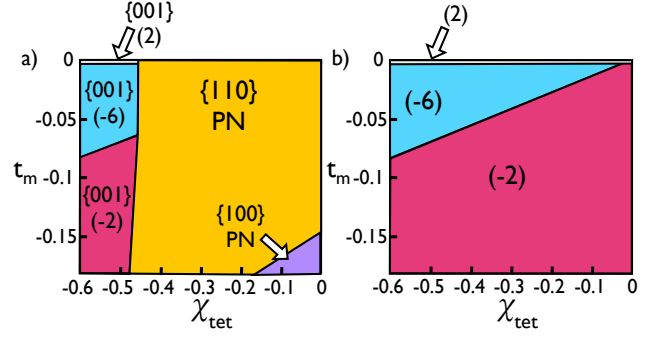 {001}
(2)
a)
0
-0.05
-0.1
-0.15
t_m
{001}
(-6)
{001}
(-2)
{110}
PN
{100}
PN
-0.6 -0.5 -0.4 -0.3 -0.2 -0.1 0
χ_tet
(2)
b)
0
-0.05
-0.1
-0.15
t_m
(-6)
(-2)
-0.6 -0.5 -0.4 -0.3 -0.2 -0.1 0
χ_tet